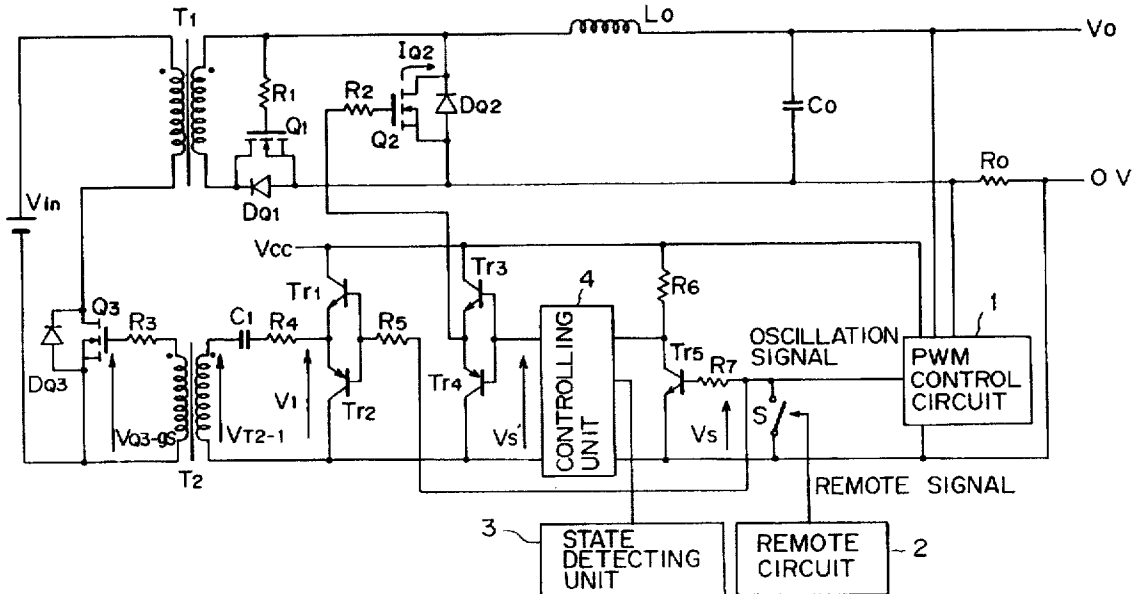 T1
Lo
Vo
IQ2
R1
R2
DQ2
Co
Q1
Q2
Ro
0 V
DQ1
Vin
Vcc
Tr3
4
R6
1
Tr1
Q3
R3
C1
R4
R5
OSCILLATION
SIGNAL
PWM
CONTROL
CIRCUIT
Tr5
R7
DQ3
Tr4
CONTROLLING
UNIT
S
V1
Tr2
VQ3-gs
VT2-1
Vs'
Vs
T2
REMOTE SIGNAL
3
STATE
DETECTING
UNIT
REMOTE
CIRCUIT
2